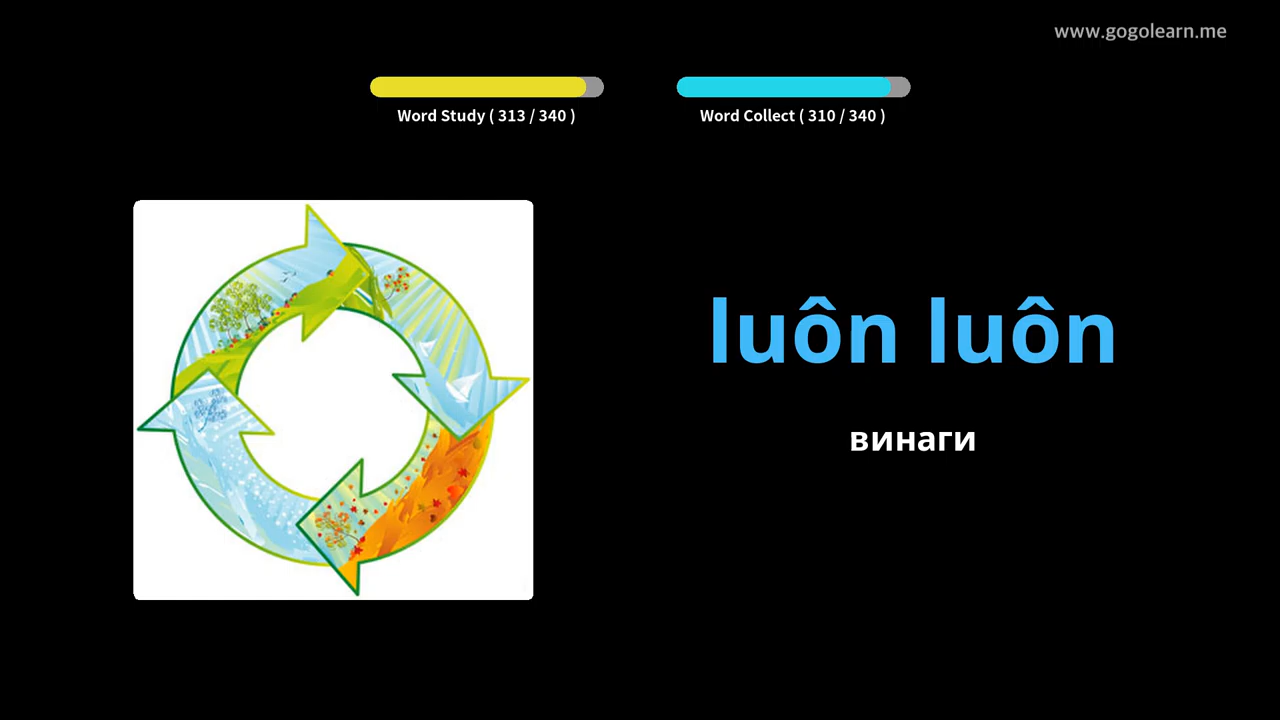 www.gogolearn.me
Word Study ( 313 / 340 )
Word Collect ( 310 / 340 )
luôn luôn
винаги